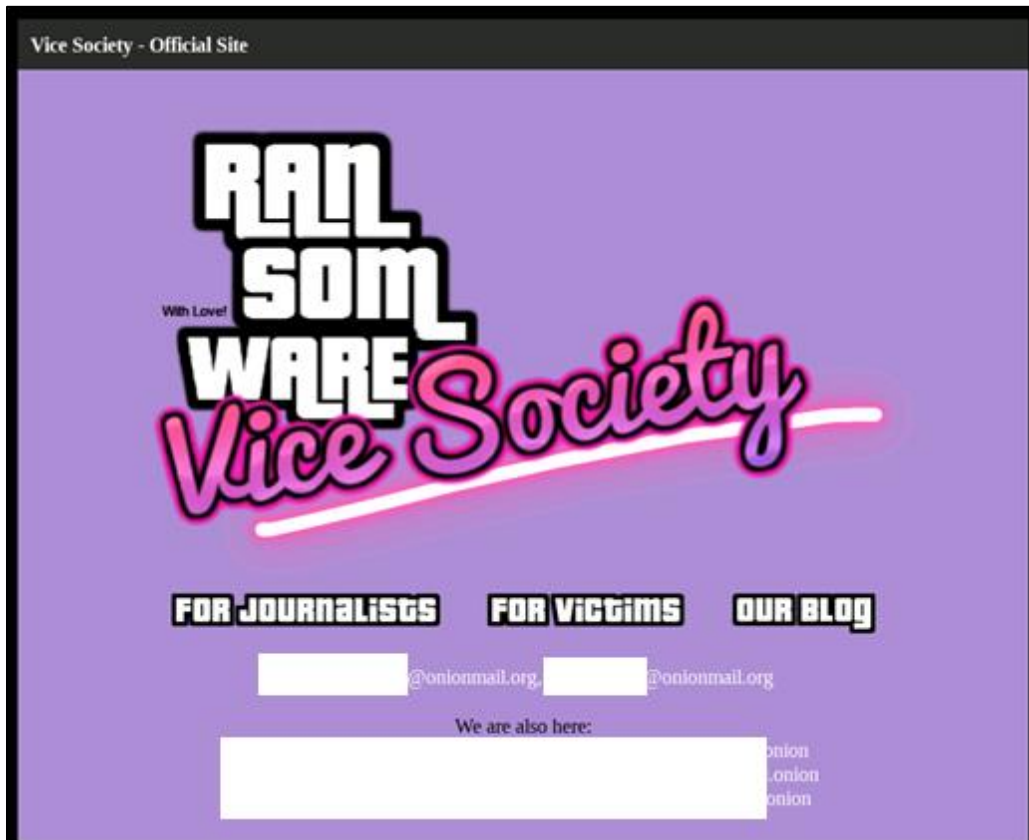 Vice Society - Official Site
RAN
SOM
With Love!
WARE
Vice Society
FOR JOURNALISTS FOR VICTIMS OUR BLOG
@onionmail.org, @onionmail.org
We are also here:
.onion
.onion
.onion